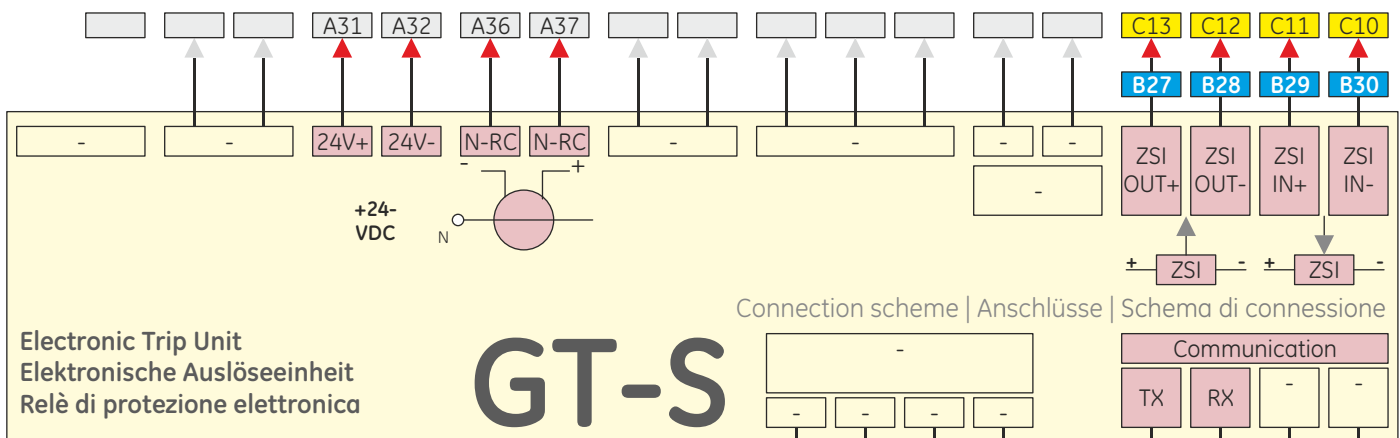 A31 A32 A36 A37 C13 C12 C11 C10
B27 B28 B29 B30
- - 24V+ 24V- N-RC N-RC - - - - ZSI OUT+ ZSI OUT- ZSI IN+ ZSI IN-
- + -
+24-
VDC
N
+ ZSI - + ZSI -
Connection scheme | Anschlüsse | Schema di connessione
Electronic Trip Unit
Elektronische Auslöseeinheit
Relè di protezione elettronica
GT-S
- Communication
- - - - TX RX - -